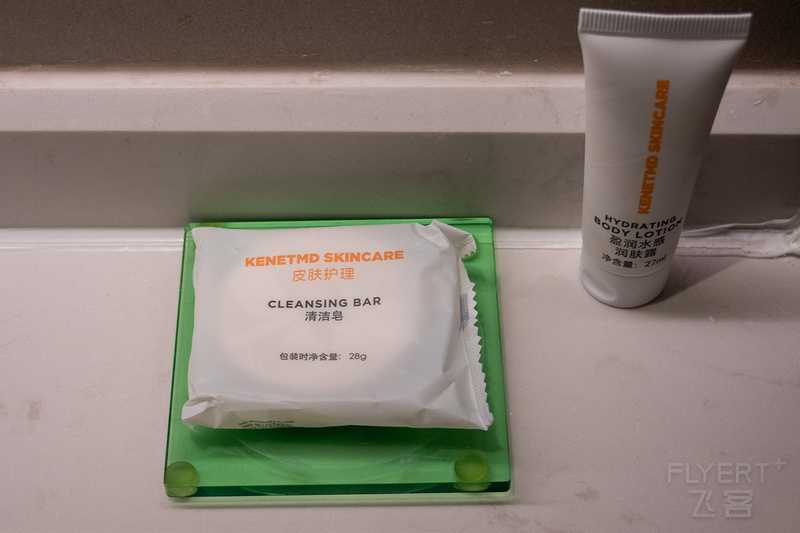 KENETMD SKINCARE
皮肤护理
CLEANSING BAR
清洁皂
包装时净含量： 28g
KENETMD SKINCARE
HYDRATING
BODY LOTION
盈润水感
润肤露
净含量： 27ml
FLYERT+
飞客